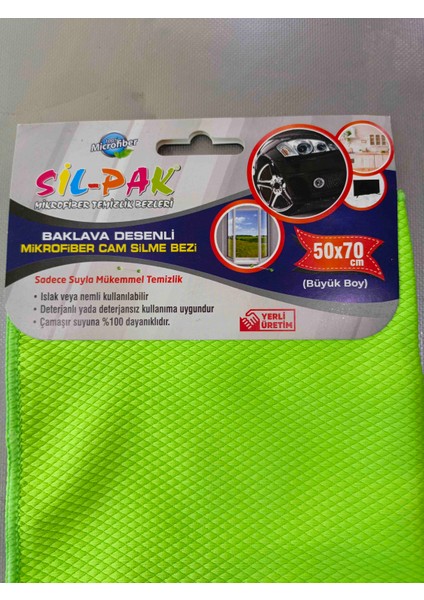 Microfiber
SİL-PAK
MİKROFİBER TEMİZLİK BEZLERİ
BAKLAVA DESENLİ
MİKROFİBER CAM SİLME BEZİ
50x70
cm
(Büyük Boy)
Sadece Suyla Mükemmel Temizlik
• Islak veya nemli kullanılabilir
• Deterjanlı yada deterjansız kullanıma uygundur
• Çamaşır suyuna %100 dayanıklıdır.
YERLİ
ÜRETİM